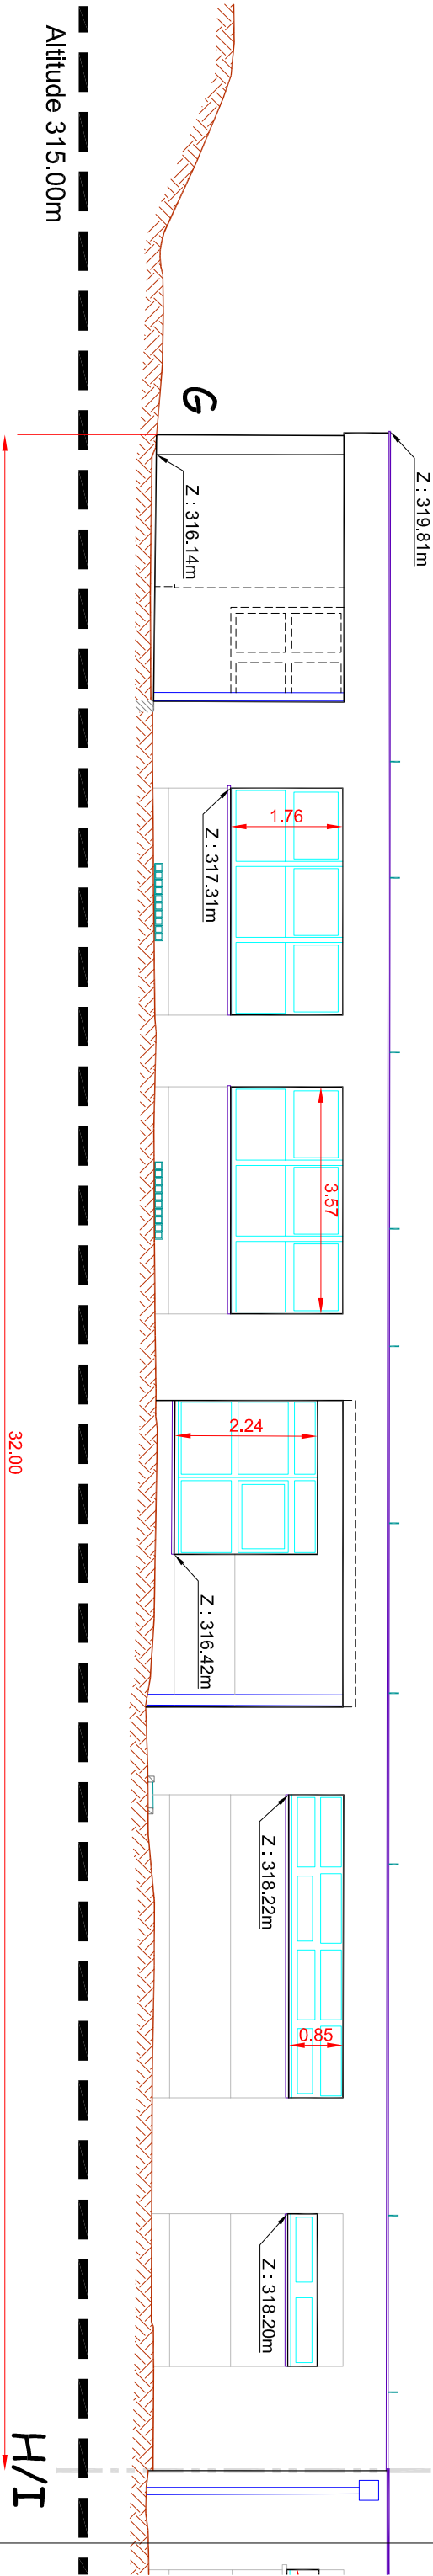 Altitude 315.00m
G
Z : 319.81m
Z : 316.14m
1.76
Z : 317.31m
3.57
2.24
Z : 316.42m
32.00
Z : 318.22m
0.85
Z : 318.20m
H/I